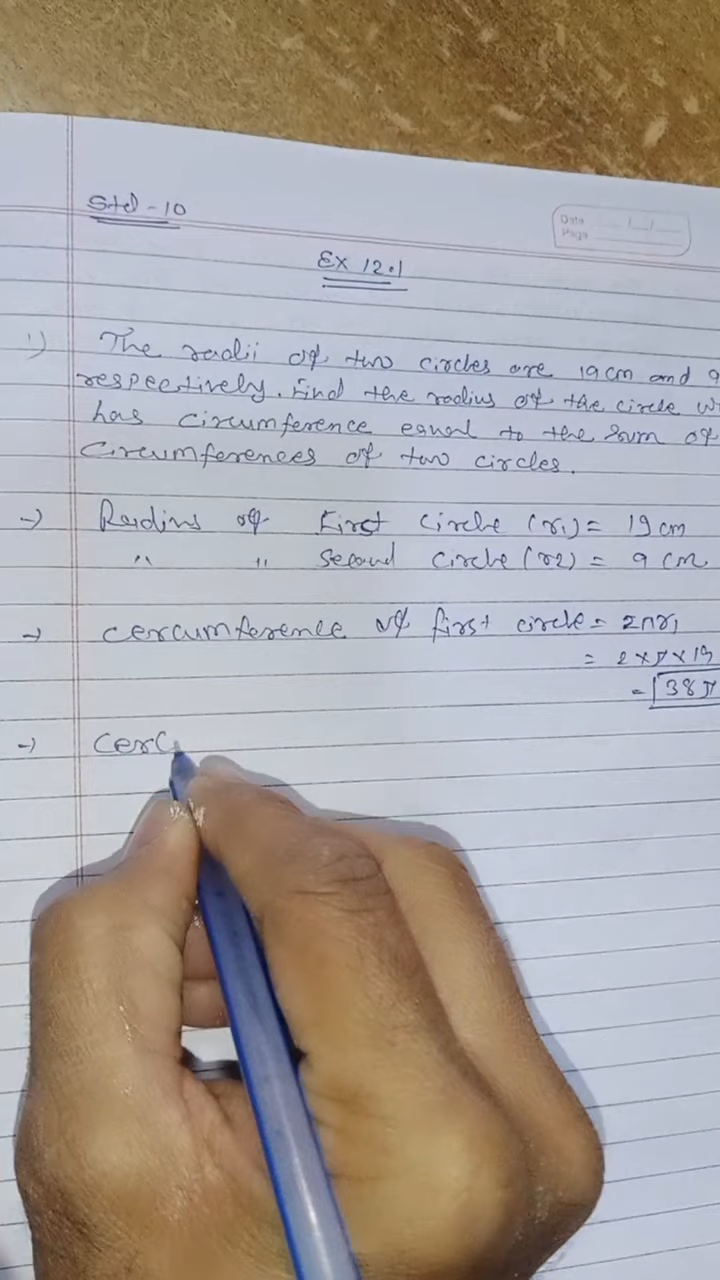 Std - 10
Date / /
Page
Ex 12.1
1) The radii of two circles are 19 cm and 9
respectively. Find the radius of the circle w
has circumference equal to the sum of
Circumferences of two circles.
→ Radius of First circle (r1) = 19 cm
" " Second circle (r2) = 9 cm
→ cercumference of first circle = 2πr1
= 2 × π × 19
= 38π
→ cerc